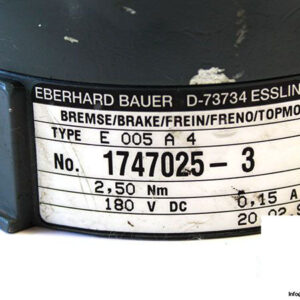 EBERHARD BAUER D-73734 ESSLIN
BREMSE/BRAKE/FREIN/FRENO/TOPMO
TYPE E 005 A 4
No. 1747025-3
2,50 Nm
180 V DC 0,15 A
20.02.